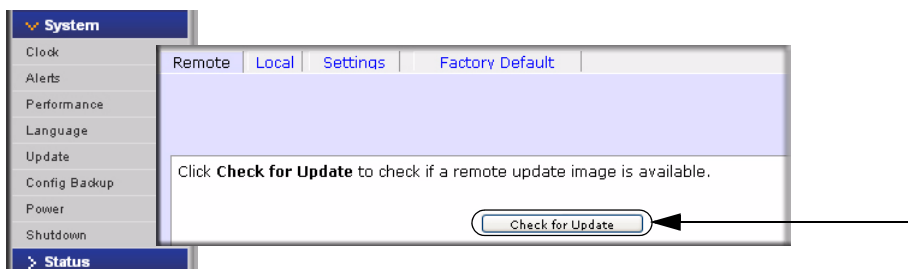 System
Clock
Alerts
Performance
Language
Update
Config Backup
Power
Shutdown
> Status
Remote Local Settings Factory Default
Click Check for Update to check if a remote update image is available.
Check for Update